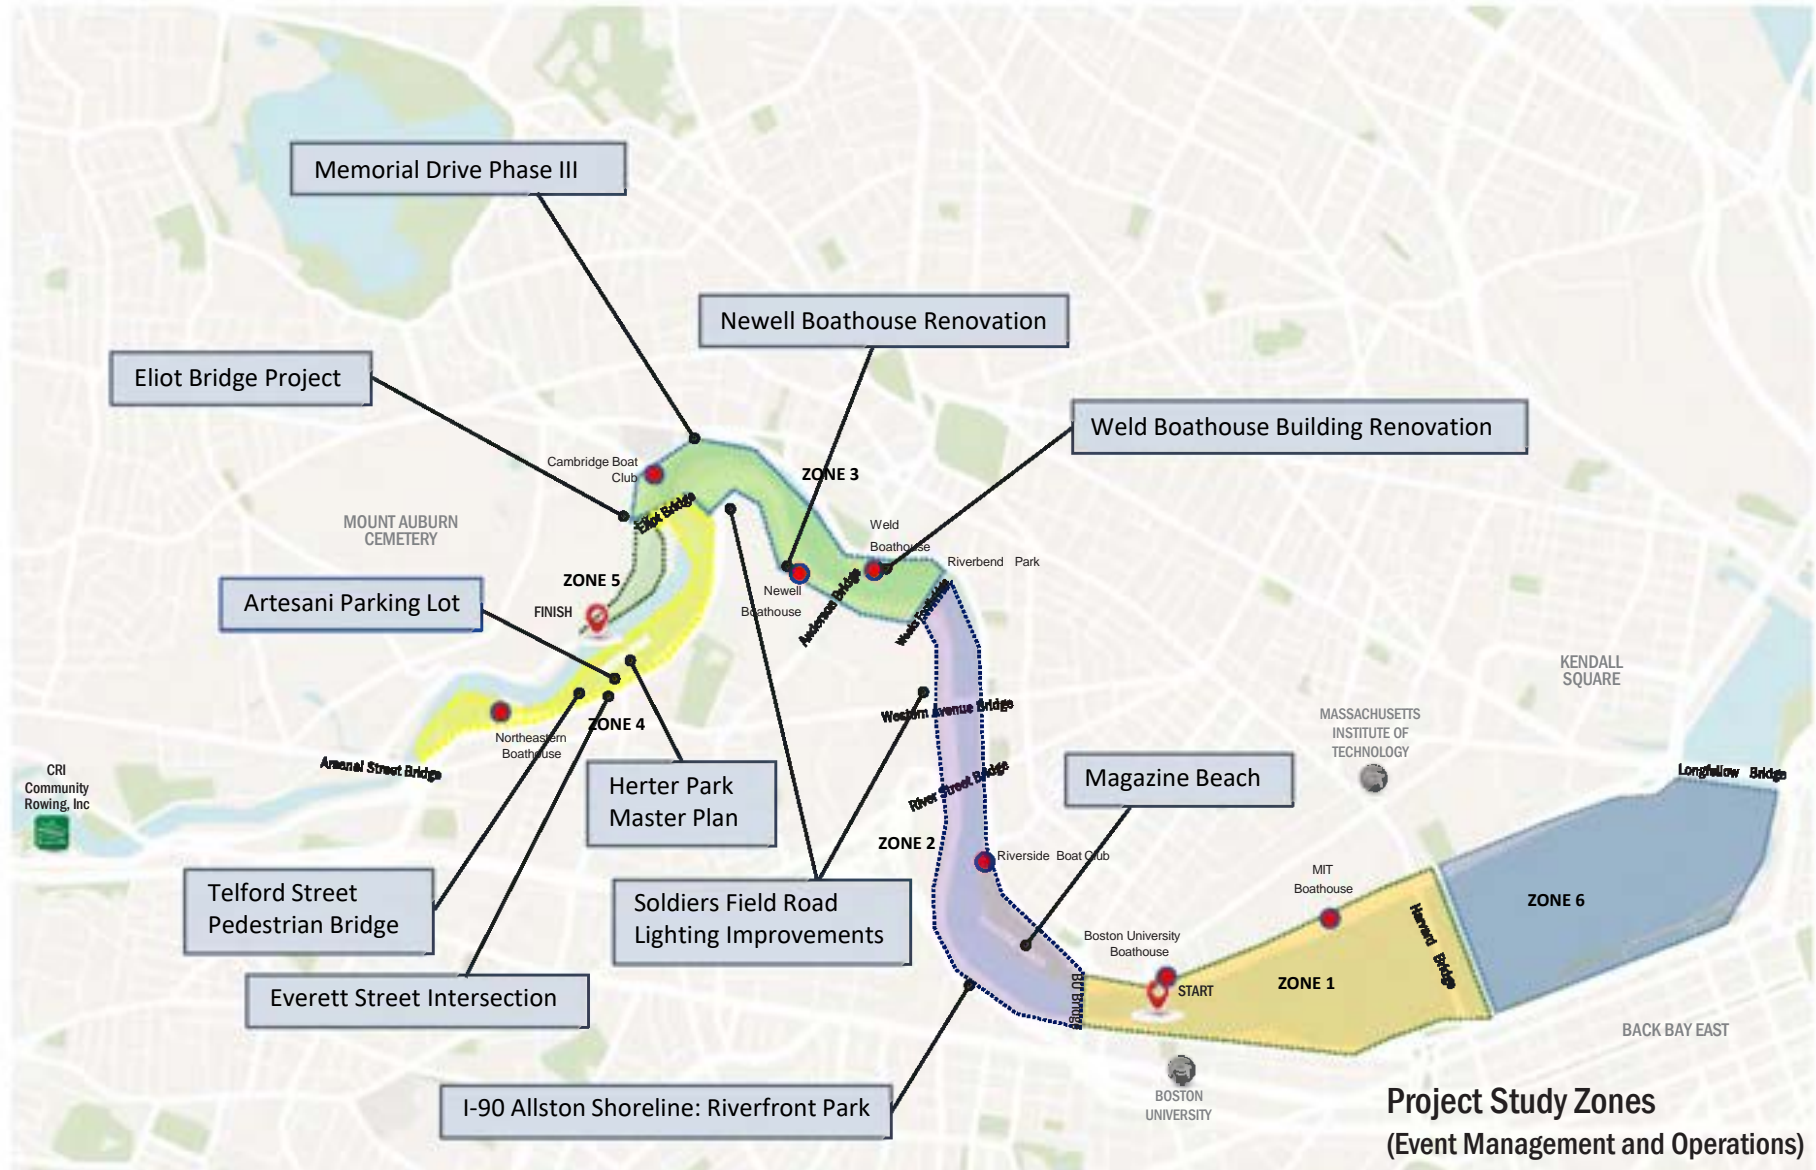 Memorial Drive Phase III
Newell Boathouse Renovation
Eliot Bridge Project
Weld Boathouse Building Renovation
Cambridge Boat
Club
ZONE 3
Eliot Bridge
MOUNT AUBURN
CEMETERY
Weld
Boathouse
Riverbend Park
ZONE 5
Artesani Parking Lot
FINISH
Newell
Boathouse
Anderson Bridge
Weeks Footbridge
KENDALL
SQUARE
Western Avenue Bridge
MASSACHUSETTS
INSTITUTE OF
TECHNOLOGY
ZONE 4
Northeastern
Boathouse
Arsenal Street Bridge
CRI
Community
Rowing, Inc
Herter Park
Master Plan
River Street Bridge
Magazine Beach
Longfellow Bridge
ZONE 2
Riverside Boat Club
MIT
Boathouse
Telford Street
Pedestrian Bridge
Soldiers Field Road
Lighting Improvements
ZONE 6
Harvard Bridge
Boston University
Boathouse
Everett Street Intersection
BU Bridge
START
ZONE 1
BACK BAY EAST
I-90 Allston Shoreline: Riverfront Park
BOSTON
UNIVERSITY
Project Study Zones
(Event Management and Operations)